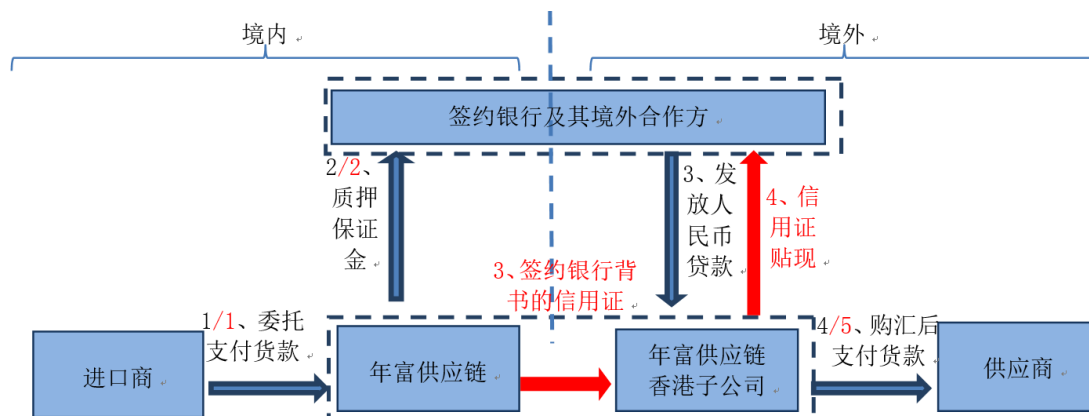 境内
境外
签约银行及其境外合作方
2/2、
质押
保证
金
3、发
放人
民币
贷款
4、信
用证
贴现
3、签约银行背
书的信用证
1/1、委托
支付货款
4/5、购汇后
支付货款
进口商
年富供应链
年富供应链
香港子公司
供应商